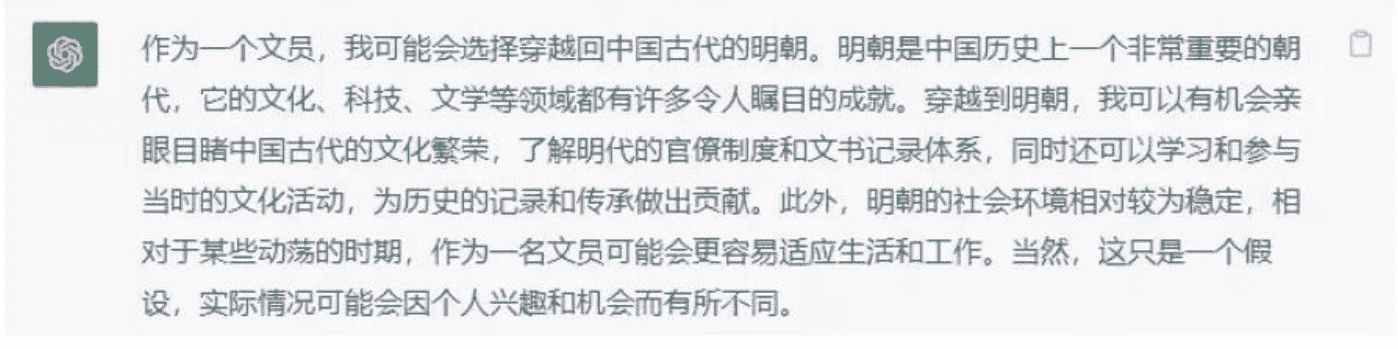 作为一个文员，我可能会选择穿越回中国古代的明朝。明朝是中国历史上一个非常重要的朝
代，它的文化、科技、文学等领域都有许多令人瞩目的成就。穿越到明朝，我可以有机会亲
眼目睹中国古代的文化繁荣，了解明代的官僚制度和文书记录体系，同时还可以学习和参与
当时的文化活动，为历史的记录和传承做出贡献。此外，明朝的社会环境相对较为稳定，相
对于某些动荡的时期，作为一名文员可能会更容易适应生活和工作。当然，这只是一个假
设，实际情况可能会因个人兴趣和机会而有所不同。